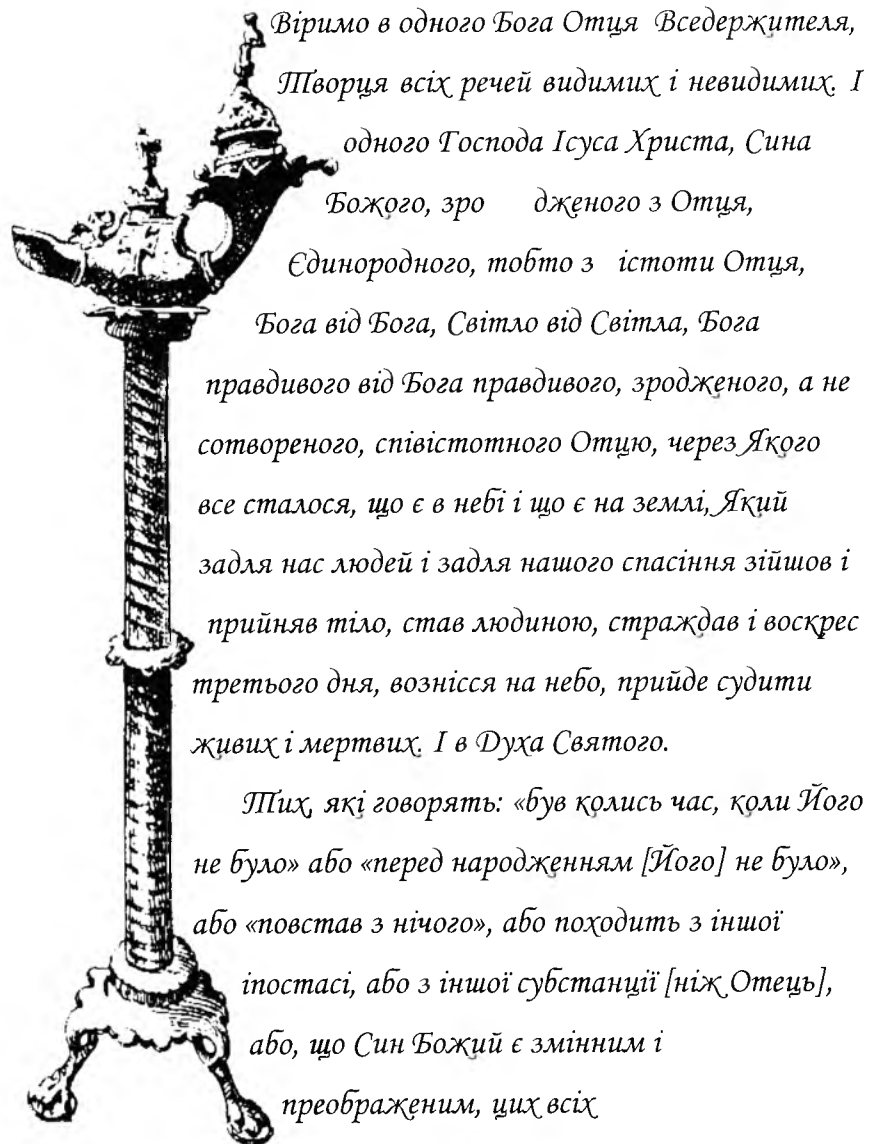 Віримо в одного Бога Отця Вседержителя,
Творця всіх речей видимих і невидимих. І
одного Господа Ісуса Христа, Сина
Божого, зро дженого з Отця,
Єдинородного, тобто з істоти Отця,
Бога від Бога, Світло від Світла, Бога
правдивого від Бога правдивого, зродженого, а не
сотвореного, співістотного Отцю, через Якого
все сталося, що є в небі і що є на землі, Який
задля нас людей і задля нашого спасіння зійшов і
прийняв тіло, став людиною, страждав і воскрес
третього дня, вознісся на небо, прийде судити
живих і мертвих. І в Духа Святого.
Тих, які говорять: «був колись час, коли Його
не було» або «перед народженням [Його] не було»,
або «повстав з нічого», або походить з іншої
іпостасі, або з іншої субстанції [ніж Отець],
або, що Син Божий є змінним і
преображеним, цих всіх